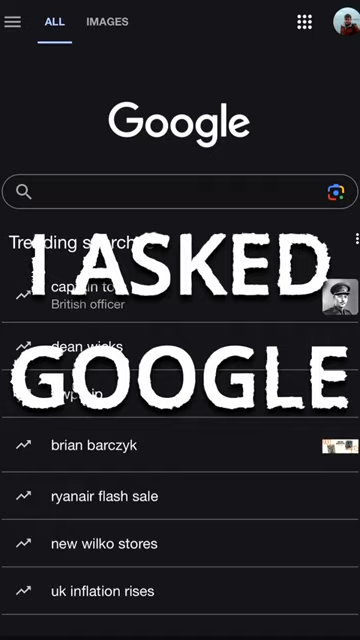 ALL IMAGES
Google
Trending
I ASKED
British officer
dean wicks
GOOGLE
brian barczyk
ryanair flash sale
new wilko stores
uk inflation rises